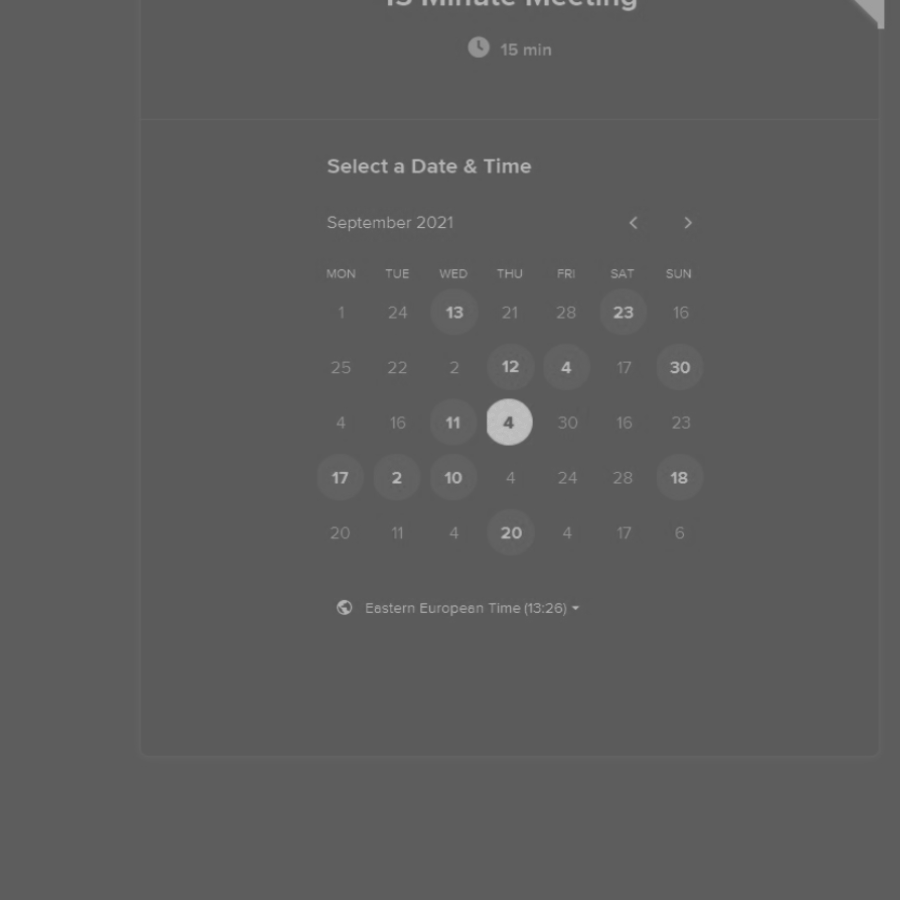 15 Minute Meeting
15 min
Select a Date & Time
September 2021
MON TUE WED THU FRI SAT SUN
1 24 13 21 28 23 16
25 22 2 12 4 17 30
4 16 11 4 30 16 23
17 2 10 4 24 28 18
20 11 4 20 4 17 6
Eastern European Time (13:26)